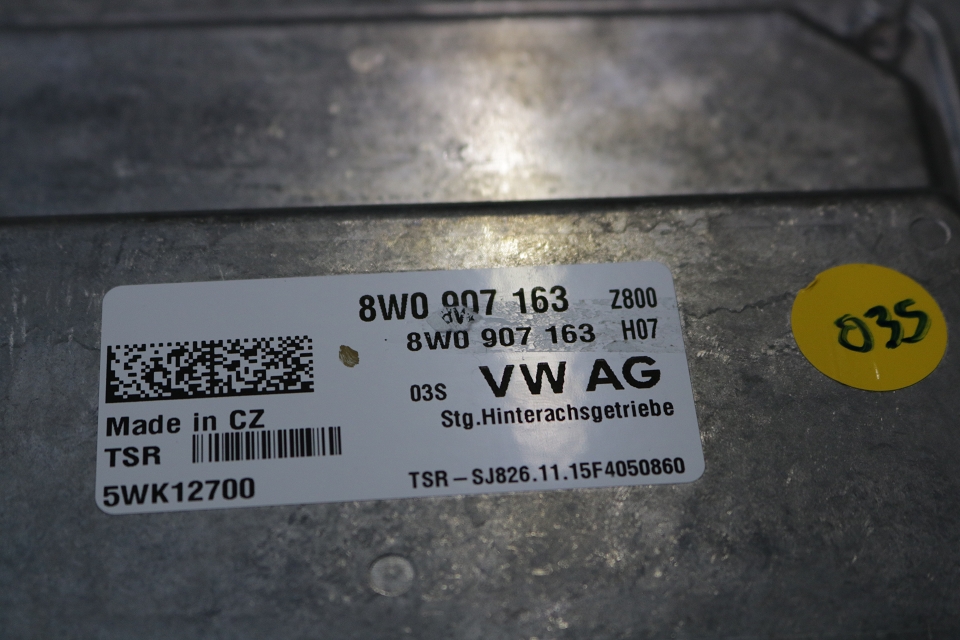 8W0 907 163 Z800
8W0 907 163 H07
03S VW AG
Stg.Hinterachsgetriebe
Made in CZ
TSR
5WK12700
TSR-SJ826.11.15F4050860
035